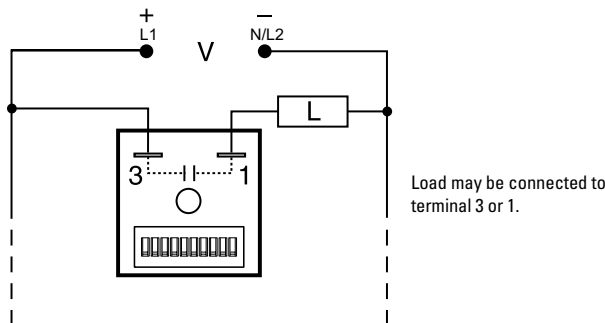 + −
L1 V N/L2
L
3 1
Load may be connected to
terminal 3 or 1.